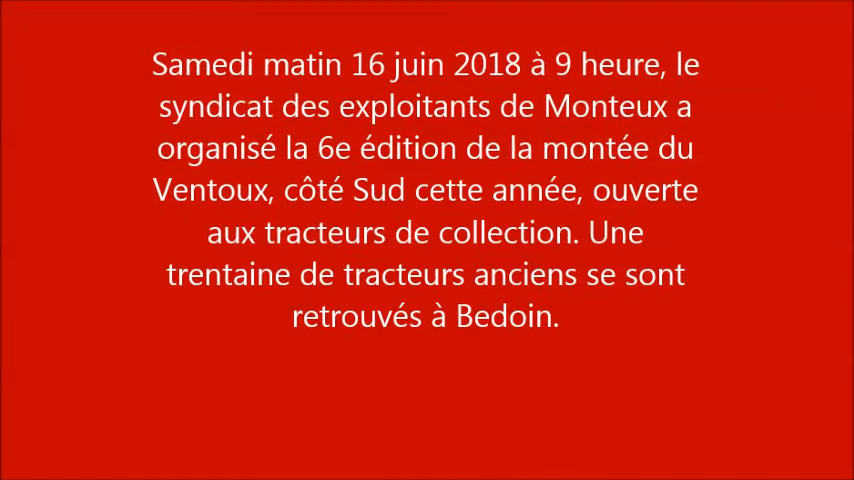 Samedi matin 16 juin 2018 à 9 heure, le
syndicat des exploitants de Monteux a
organisé la 6e édition de la montée du
Ventoux, côté Sud cette année, ouverte
aux tracteurs de collection. Une
trentaine de tracteurs anciens se sont
retrouvés à Bedoin.